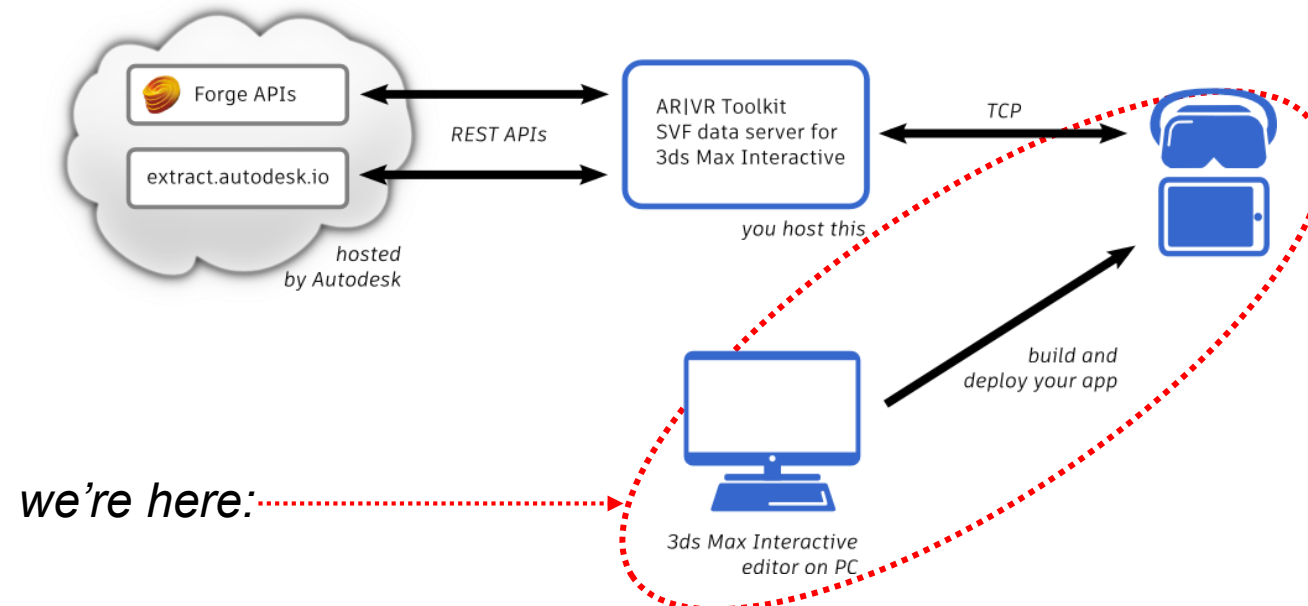 Forge APIs
extract.autodesk.io
hosted
by Autodesk
REST APIs
AR|VR Toolkit
SVF data server for
3ds Max Interactive
you host this
TCP
build and
deploy your app
we're here:
3ds Max Interactive
editor on PC